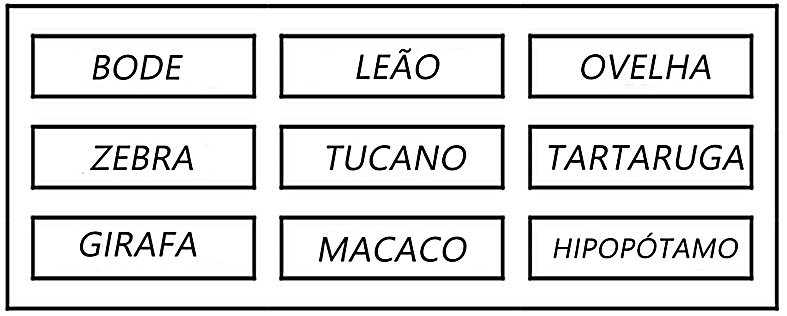 BODE LEÃO OVELHA
ZEBRA TUCANO TARTARUGA
GIRAFA MACACO HIPOPÓTAMO